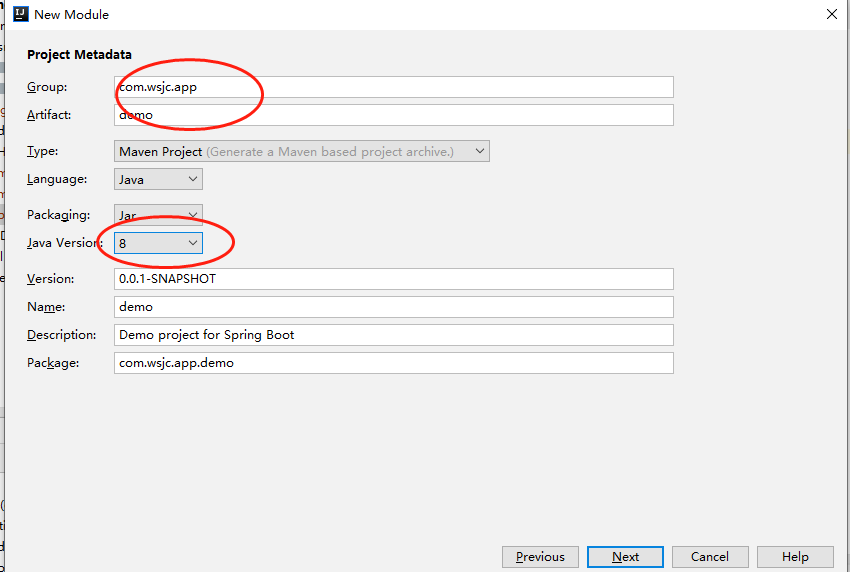 New Module
Project Metadata
Group: com.wsjc.app
Artifact: demo
Type: Maven Project (Generate a Maven based project archive.)
Language: Java
Packaging: Jar
Java Version: 8
Version: 0.0.1-SNAPSHOT
Name: demo
Description: Demo project for Spring Boot
Package: com.wsjc.app.demo
Previous Next Cancel Help